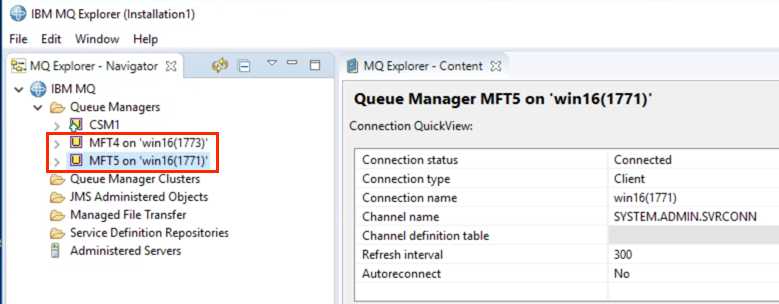 IBM MQ Explorer (Installation1)
File Edit Window Help
MQ Explorer - Navigator
IBM MQ
Queue Managers
CSM1
MFT4 on 'win16(1773)'
MFT5 on 'win16(1771)'
Queue Manager Clusters
JMS Administered Objects
Managed File Transfer
Service Definition Repositories
Administered Servers
MQ Explorer - Content
Queue Manager MFT5 on 'win16(1771)'
Connection QuickView:
Connection status Connected
Connection type Client
Connection name win16(1771)
Channel name SYSTEM.ADMIN.SVRCONN
Channel definition table
Refresh interval 300
Autoreconnect No